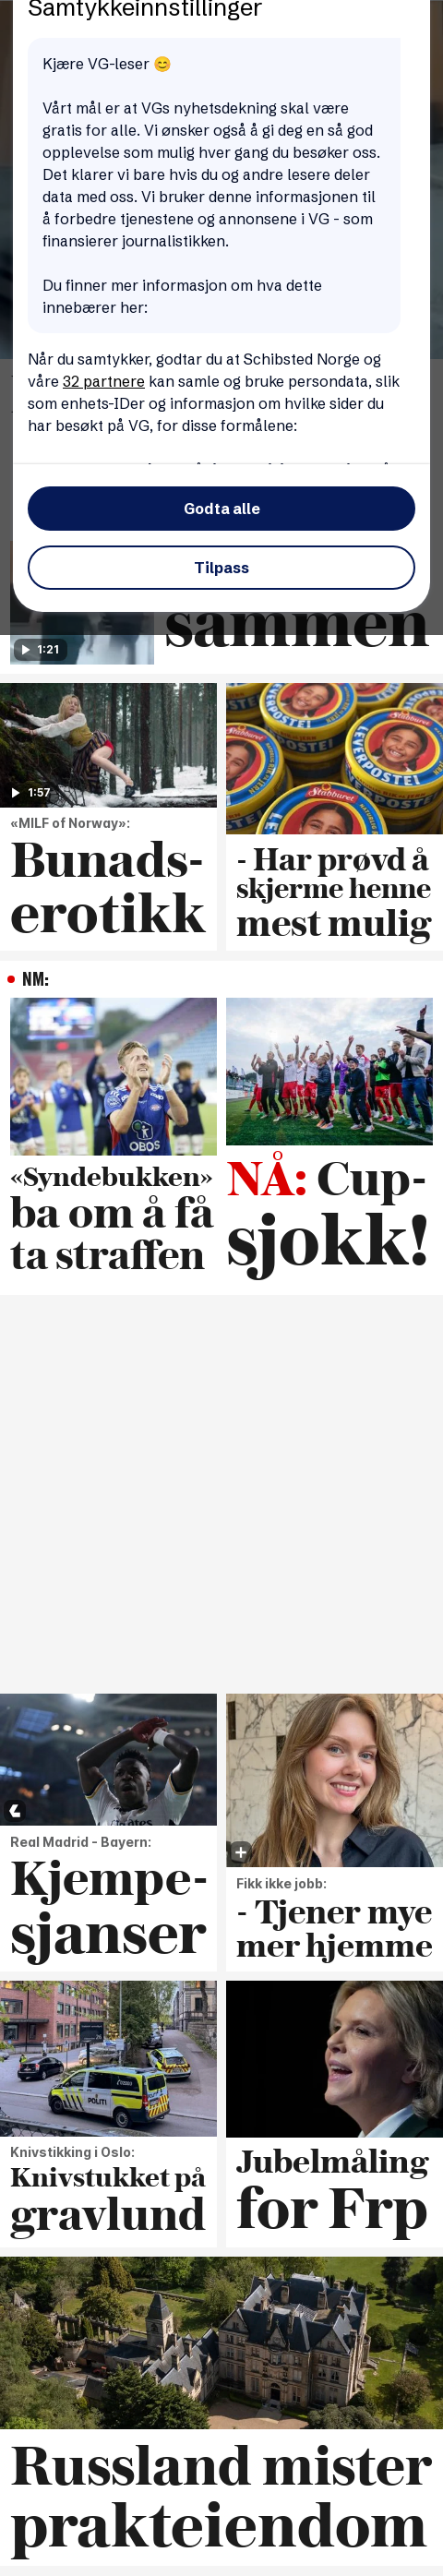 Samtykkeinnstillinger
Kjære VG-leser 😊
Vårt mål er at VGs nyhetsdekning skal være
gratis for alle. Vi ønsker også å gi deg en så god
opplevelse som mulig hver gang du besøker oss.
Det klarer vi bare hvis du og andre lesere deler
data med oss. Vi bruker denne informasjonen til
å forbedre tjenestene og annonsene i VG - som
finansierer journalistikken.
Du finner mer informasjon om hva dette
innebærer her:
Når du samtykker, godtar du at Schibsted Norge og
våre 32 partnere kan samle og bruke persondata, slik
som enhets-IDer og informasjon om hvilke sider du
har besøkt på VG, for disse formålene:
Godta alle
Tilpass
sammen
1:21
1:57
«MILF of Norway»:
Bunads-
erotikk
Stabburet
LEVERPOSTEI
- Har prøvd å
skjerme henne
mest mulig
NM:
OBOS
«Syndebukken»
ba om å få
ta straffen
NÅ: Cup-
sjokk!
Real Madrid - Bayern:
Kjempe-
sjanser
Fikk ikke jobb:
- Tjener mye
mer hjemme
POLITI
Knivstikking i Oslo:
Knivstukket på
gravlund
Jubelmåling
for Frp
Russland mister
prakteiendom